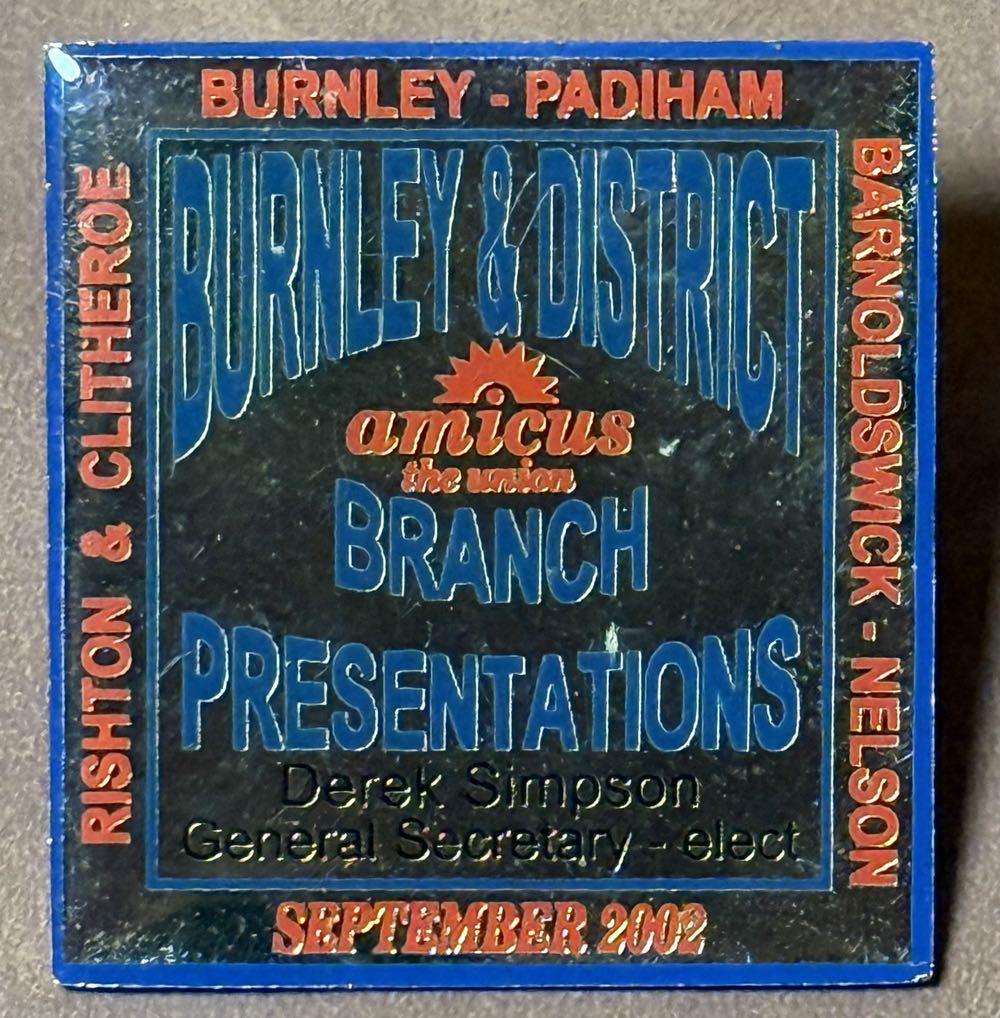 BURNLEY - PADIHAM
RISHTON & CLITHEROE
BARNOLDSWICK - NELSON
BURNLEY & DISTRICT
amicus
the union
BRANCH
PRESENTATIONS
Derek Simpson
General Secretary - elect
SEPTEMBER 2002